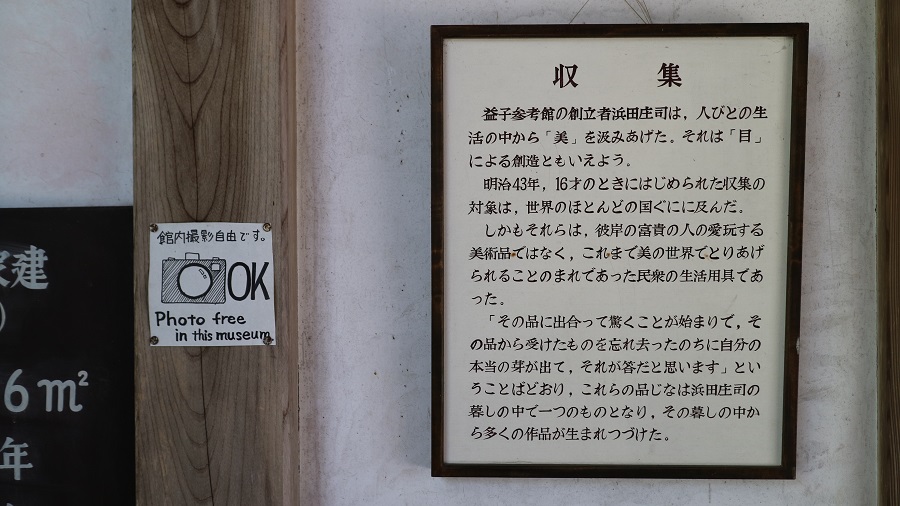 家建
)
6m²
年
館内撮影自由です。
OK
Photo free
in this museum
収 集
益子参考館の創立者浜田庄司は，人びとの生
活の中から「美」を汲みあげた。それは「目」
による創造ともいえよう。
明治43年，16才のときにはじめられた収集の
対象は，世界のほとんどの国ぐにに及んだ。
しかもそれらは，彼岸の富貴の人の愛玩する
美術品ではなく，これまで美の世界でとりあげ
られることのまれであった民衆の生活用具であ
った。
「その品に出合って驚くことが始まりで，そ
の品から受けたものを忘れ去ったのちに自分の
本当の芽が出て，それが答だと思います」とい
うことばどおり，これらの品じなは浜田庄司の
暮しの中で一つのものとなり，その暮しの中か
ら多くの作品が生まれつづけた。